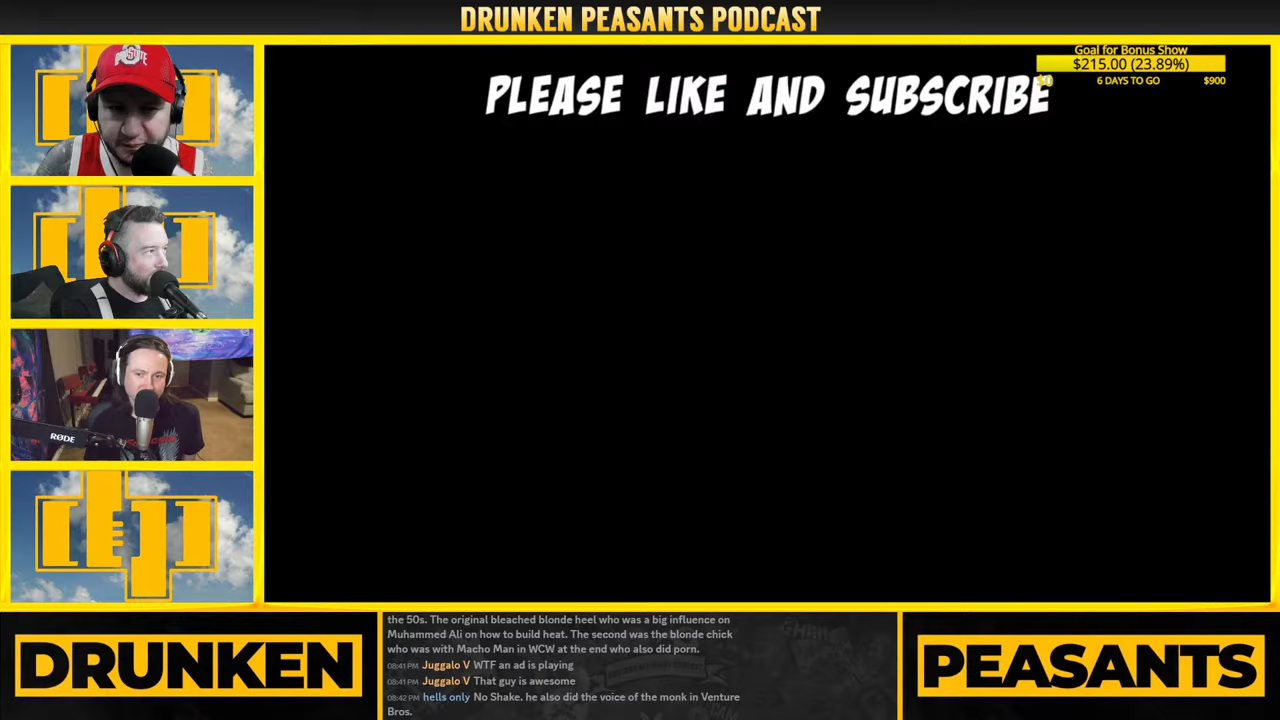 DRUNKEN PEASANTS PODCAST
Goal for Bonus Show
$215.00 (23.89%)
$0 6 DAYS TO GO $900
PLEASE LIKE AND SUBSCRIBE
RØDE
DRUNKEN
the 50s. The original bleached blonde heel who was a big influence on
Muhammed Ali on how to build heat. The second was the blonde chick
who was with Macho Man in WCW at the end who also did porn.
08:41 PM Juggalo V WTF an ad is playing
08:41 PM Juggalo V That guy is awesome
08:42 PM hells only No Shake. he also did the voice of the monk in Venture
Bros.
PEASANTS